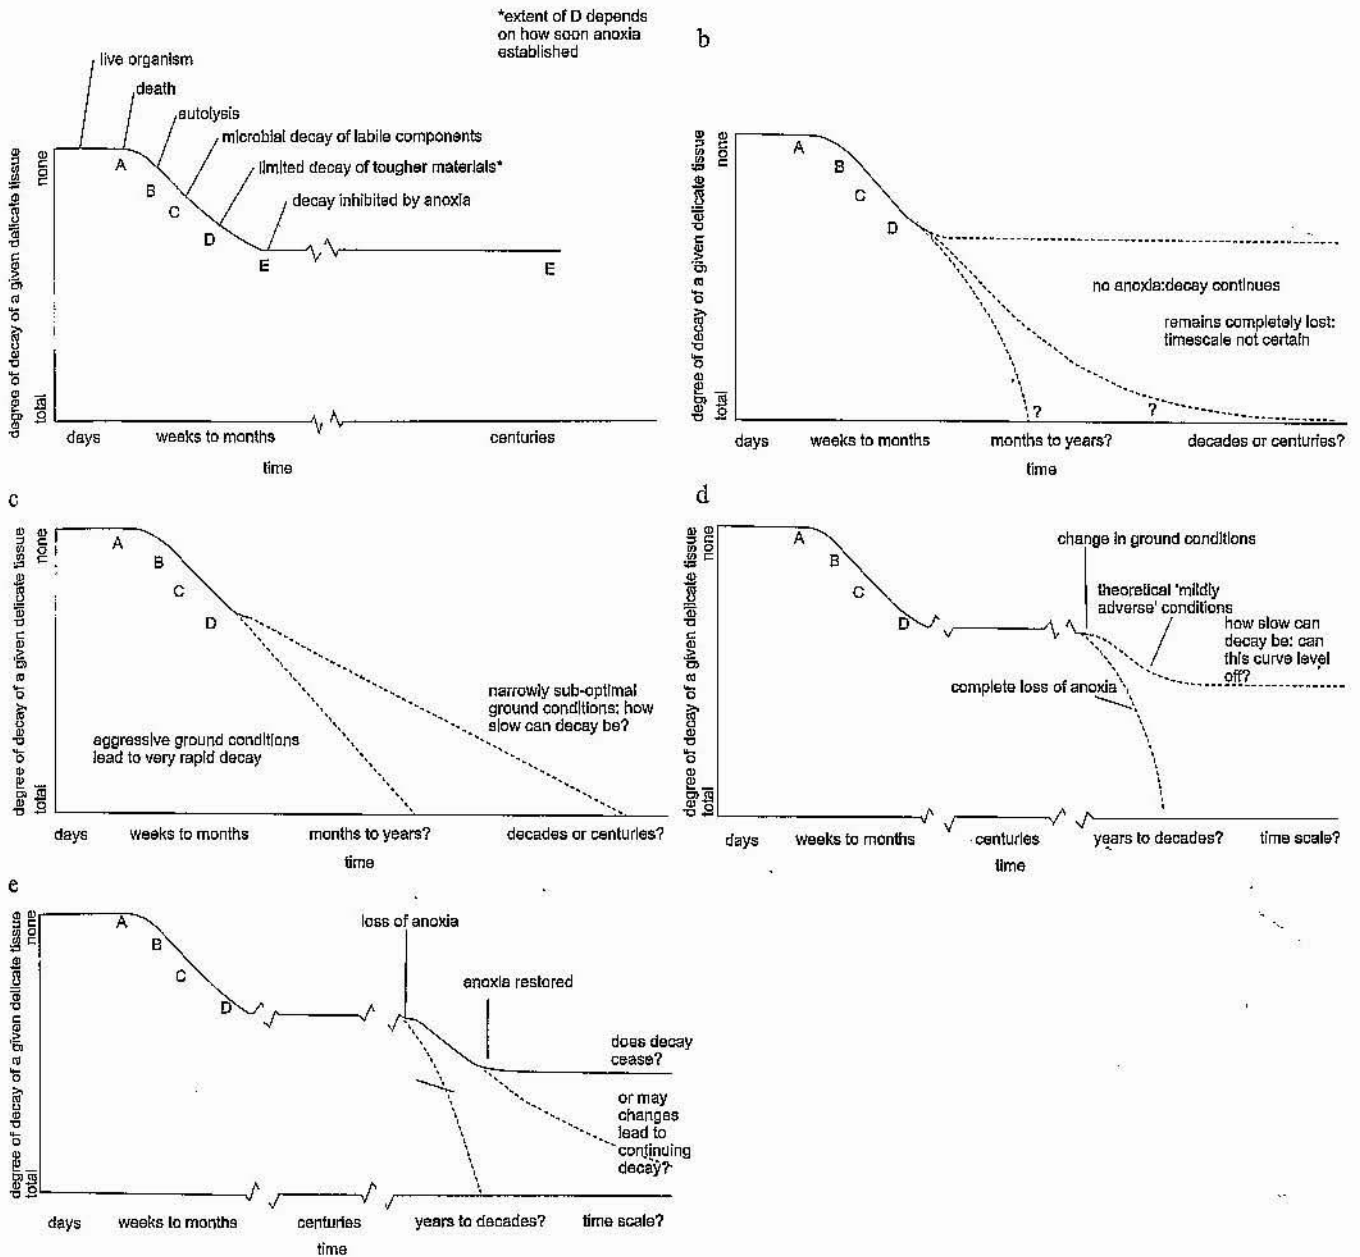 *extent of D depends
on how soon anoxia
established
live organism
death
autolysis
microbial decay of labile components
limited decay of tougher materials*
decay inhibited by anoxia
A
B
C
D
E
E
degree of decay of a given delicate tissue
none
total
days
weeks to months
centuries
time
b
degree of decay of a given delicate tissue
none
total
A
B
C
D
no anoxia:decay continues
remains completely lost:
timescale not certain
?
?
days
weeks to months
months to years?
decades or centuries?
time
c
degree of decay of a given delicate tissue
none
total
A
B
C
D
aggressive ground conditions
lead to very rapid decay
narrowly sub-optimal
ground conditions: how
slow can decay be?
days
weeks to months
months to years?
decades or centuries?
time
d
degree of decay of a given delicate tissue
none
total
A
B
C
D
change in ground conditions
theoretical 'mildly
adverse' conditions
how slow can
decay be: can
this curve level
off?
complete loss of anoxia
days
weeks to months
centuries
years to decades?
time scale?
time
e
degree of decay of a given delicate tissue
none
total
A
B
C
D
loss of anoxia
anoxia restored
does decay
cease?
or may
changes
lead to
continuing
decay?
days
weeks to months
centuries
years to decades?
time scale?
time